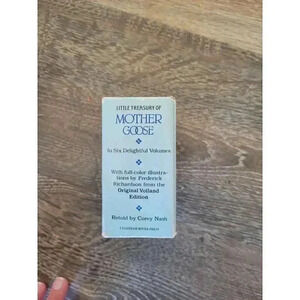 LITTLE TREASURY OF
MOTHER
GOOSE
In Six Delightful Volumes
With full-color illustra-
tions by Frederick
Richardson from the
Original Volland
Edition
Retold by Corey Nash